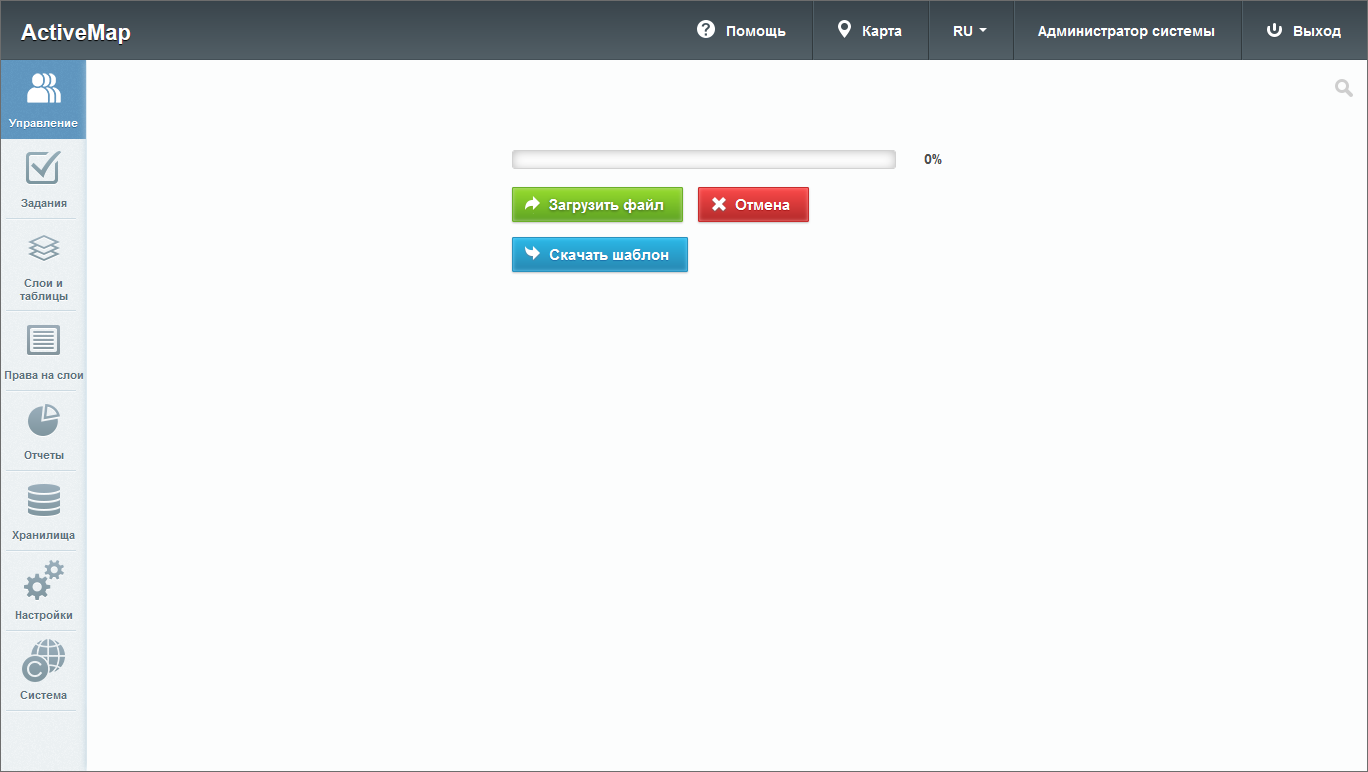 ActiveMap
Помощь
Карта
RU
Администратор системы
Выход
Управление
Задания
Слои и
таблицы
Права на слои
Отчеты
Хранилища
Настройки
Система
0%
Загрузить файл
Отмена
Скачать шаблон